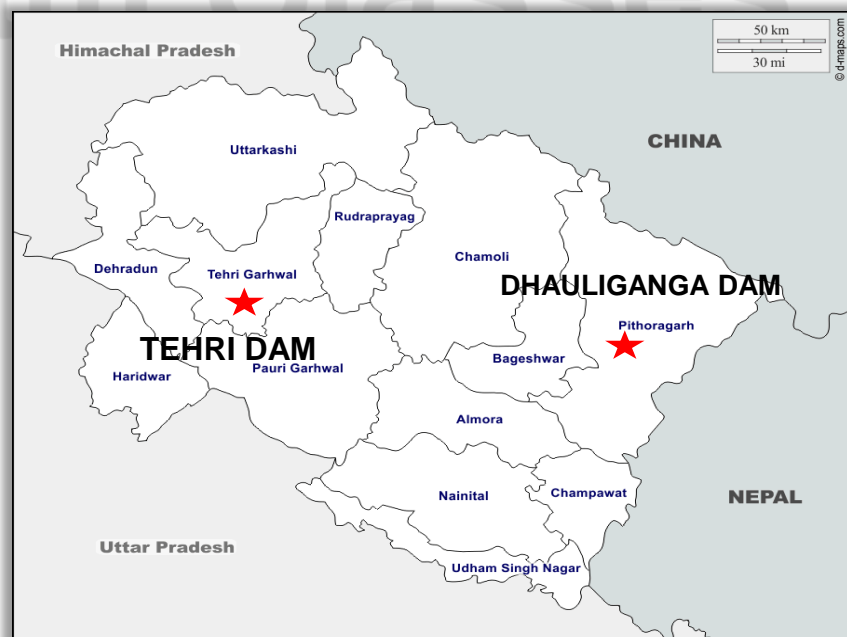 Himachal Pradesh
50 km
30 mi
© d-maps.com
CHINA
Uttarkashi
Rudraprayag
Chamoli
Dehradun
Tehri Garhwal
DHAULIGANGA DAM
Pithoragarh
TEHRI DAM
Pauri Garhwal
Haridwar
Bageshwar
Almora
Nainital
Champawat
NEPAL
Uttar Pradesh
Udham Singh Nagar